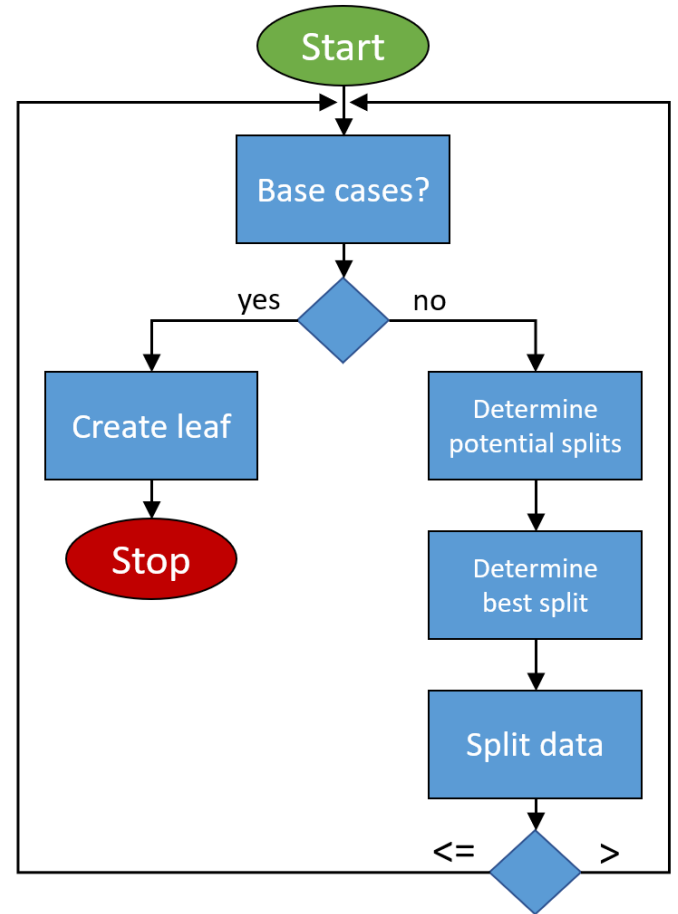 Start
Base cases?
yes
no
Create leaf
Determine
potential splits
Stop
Determine
best split
Split data
<=
>